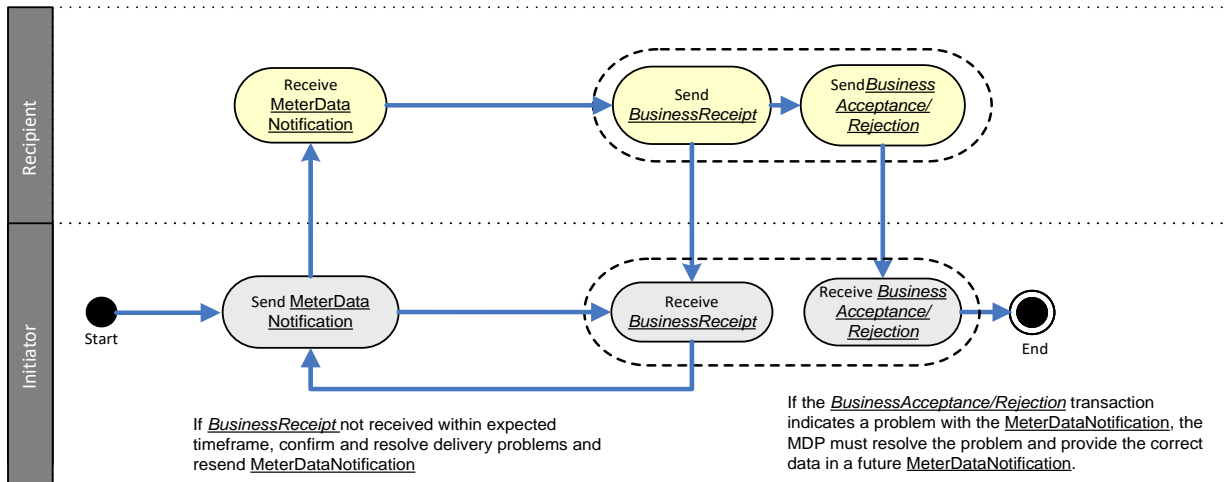 Recipient
Receive
MeterData
Notification
Send
BusinessReceipt
SendBusiness
Acceptance/
Rejection
Initiator
Start
Send MeterData
Notification
Receive
BusinessReceipt
Receive Business
Acceptance/
Rejection
End
If BusinessReceipt not received within expected
timeframe, confirm and resolve delivery problems and
resend MeterDataNotification
If the BusinessAcceptance/Rejection transaction
indicates a problem with the MeterDataNotification, the
MDP must resolve the problem and provide the correct
data in a future MeterDataNotification.